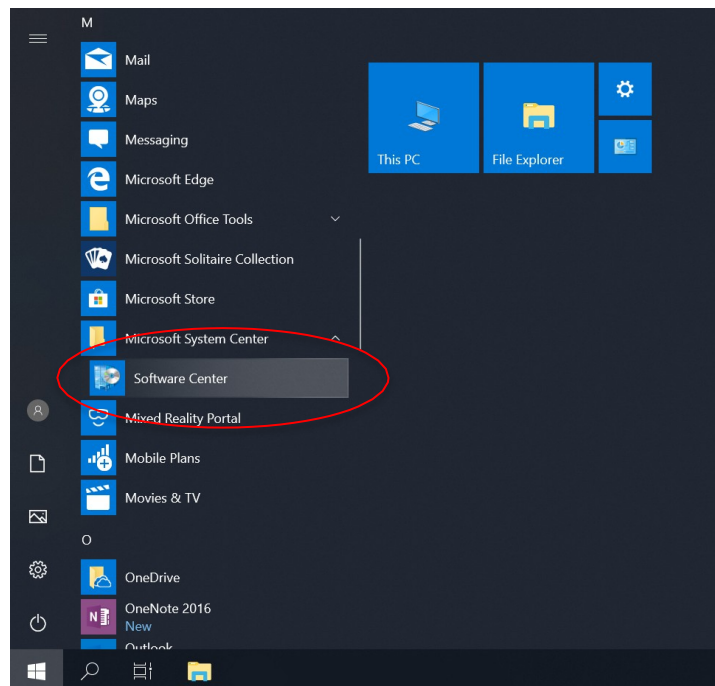 M
Mail
Maps
Messaging
Microsoft Edge
Microsoft Office Tools
Microsoft Solitaire Collection
Microsoft Store
Microsoft System Center
Software Center
Mixed Reality Portal
Mobile Plans
Movies & TV
O
OneDrive
OneNote 2016
New
Outlook
This PC
File Explorer